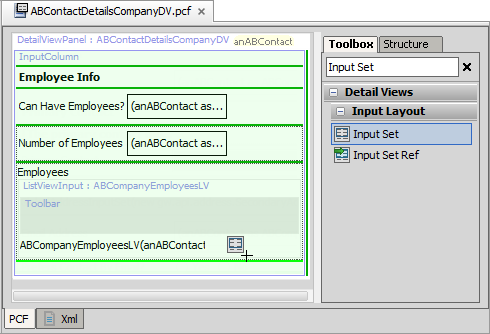 ABContactDetailsCompanyDV.pcf ×
DetailViewPanel : ABContactDetailsCompanyDV anABContact
InputColumn
Employee Info
Can Have Employees? (anABContact as...
Number of Employees (anABContact as...
Employees
ListViewInput : ABCompanyEmployeesLV
Toolbar
ABCompanyEmployeesLV(anABContact
PCF Xml
Toolbox Structure
Input Set
Detail Views
Input Layout
Input Set
Input Set Ref